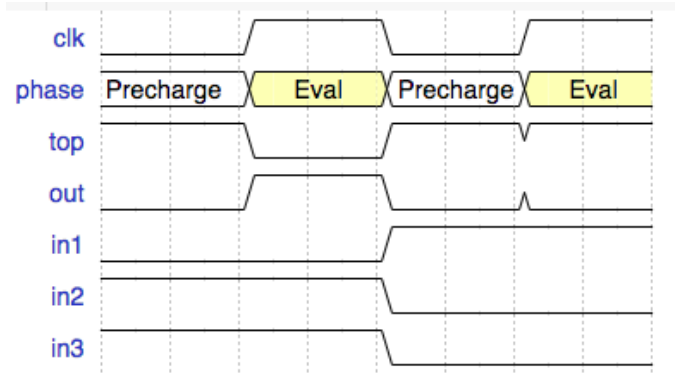 clk
phase Precharge Eval Precharge Eval
top
out
in1
in2
in3